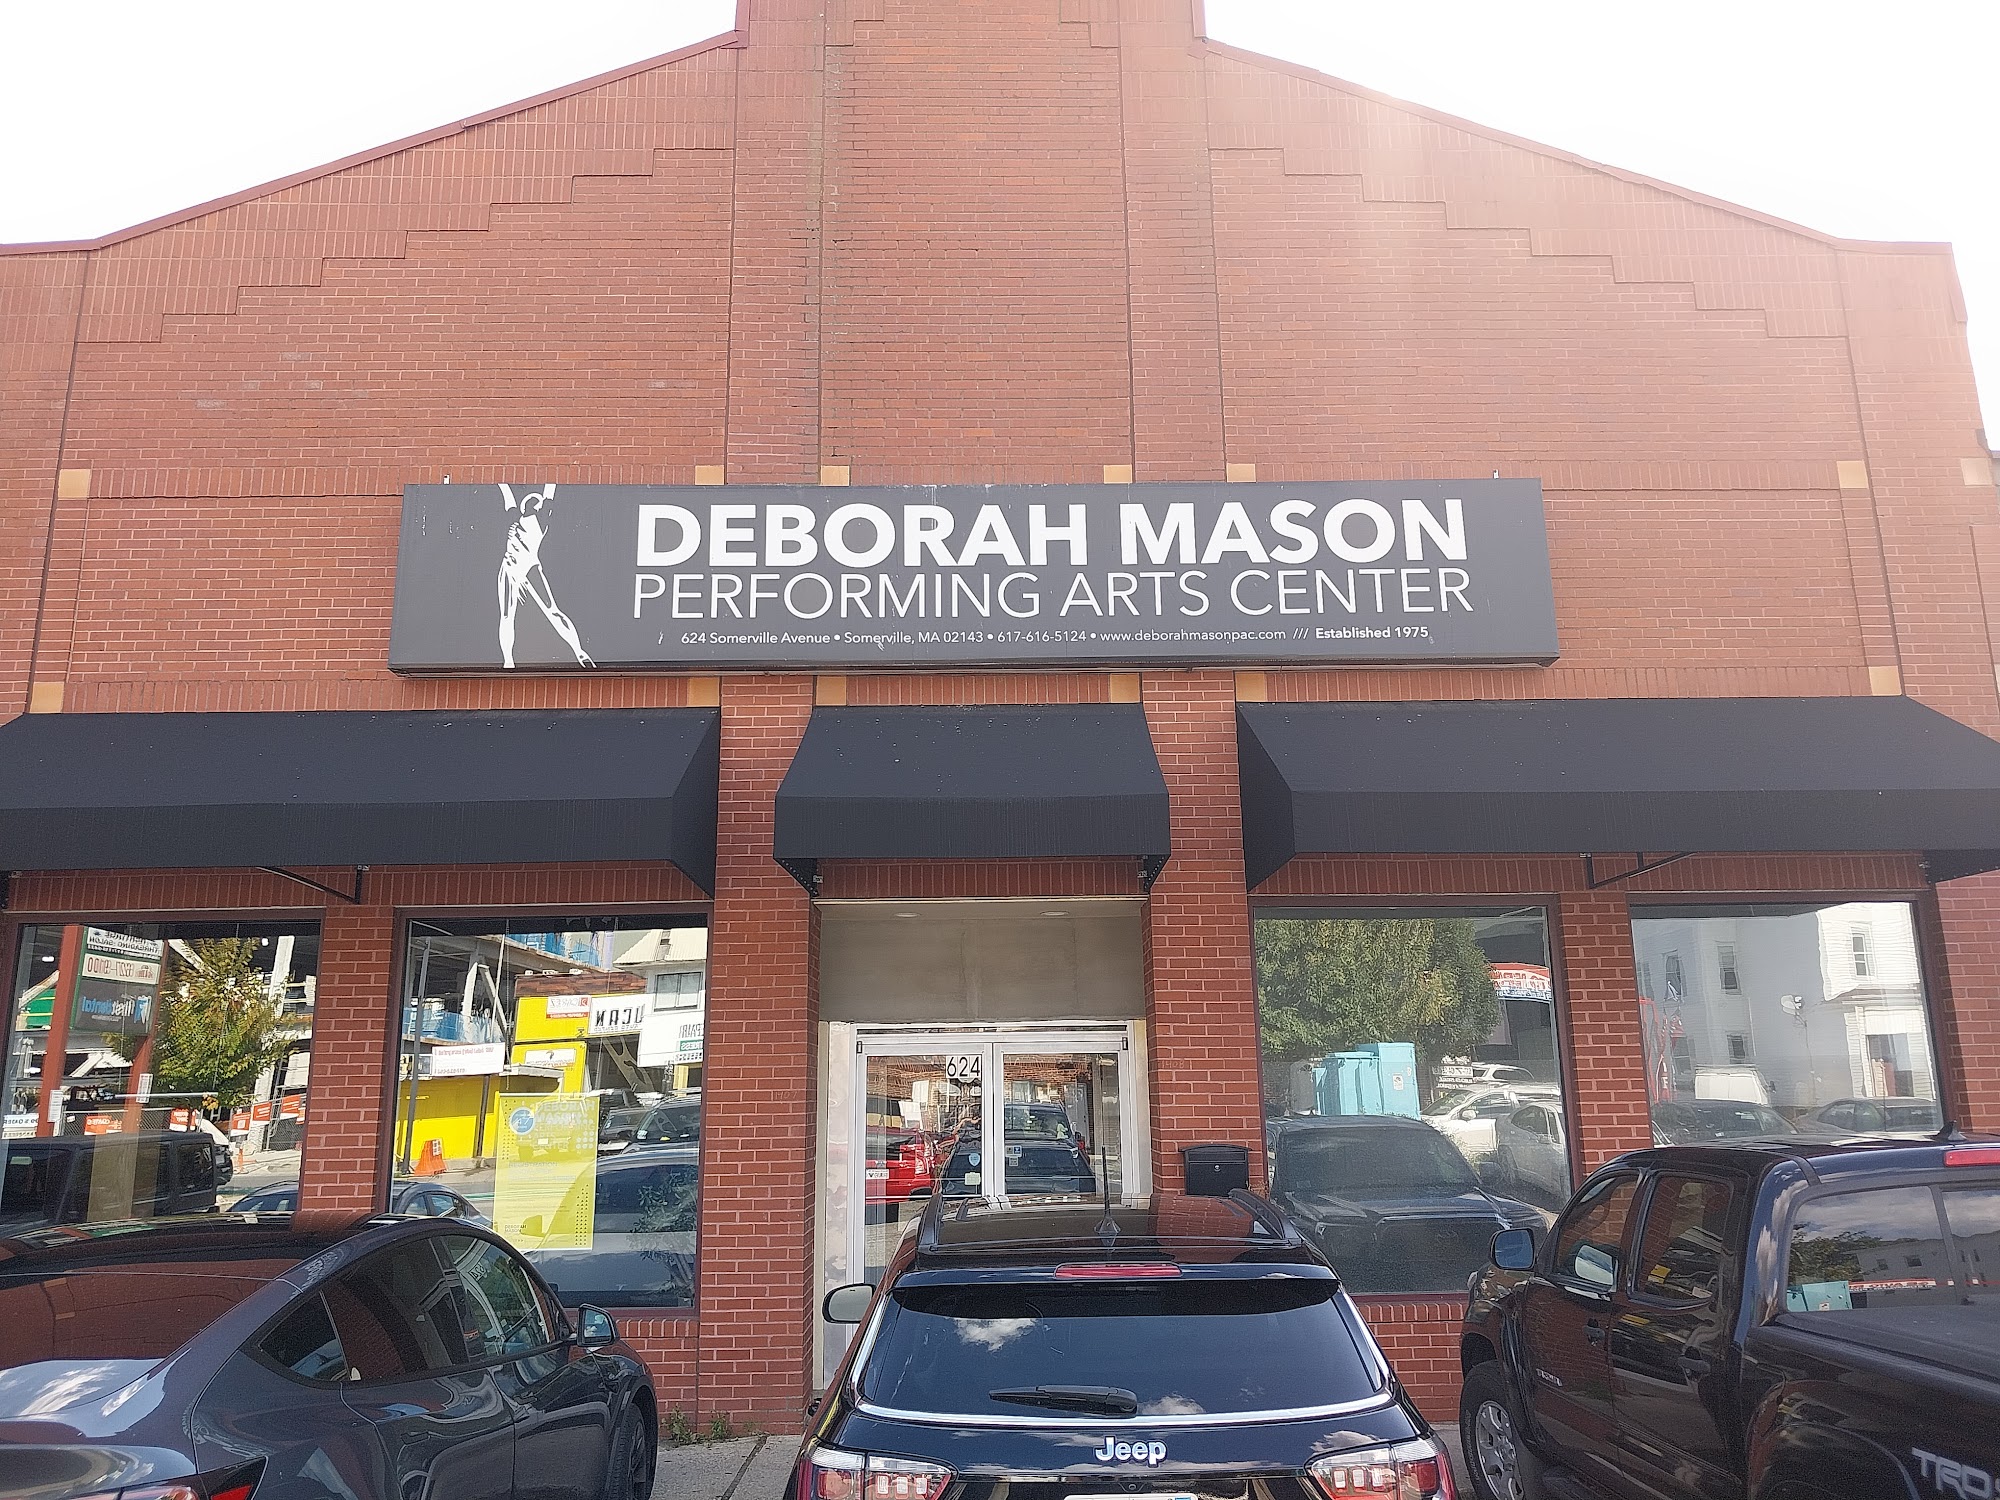 DEBORAH MASON
PERFORMING ARTS CENTER
624 Somerville Avenue • Somerville, MA 02143 • 617-616-5124 • www.deborahmasonpac.com /// Established 1975
624
Jeep
TRD